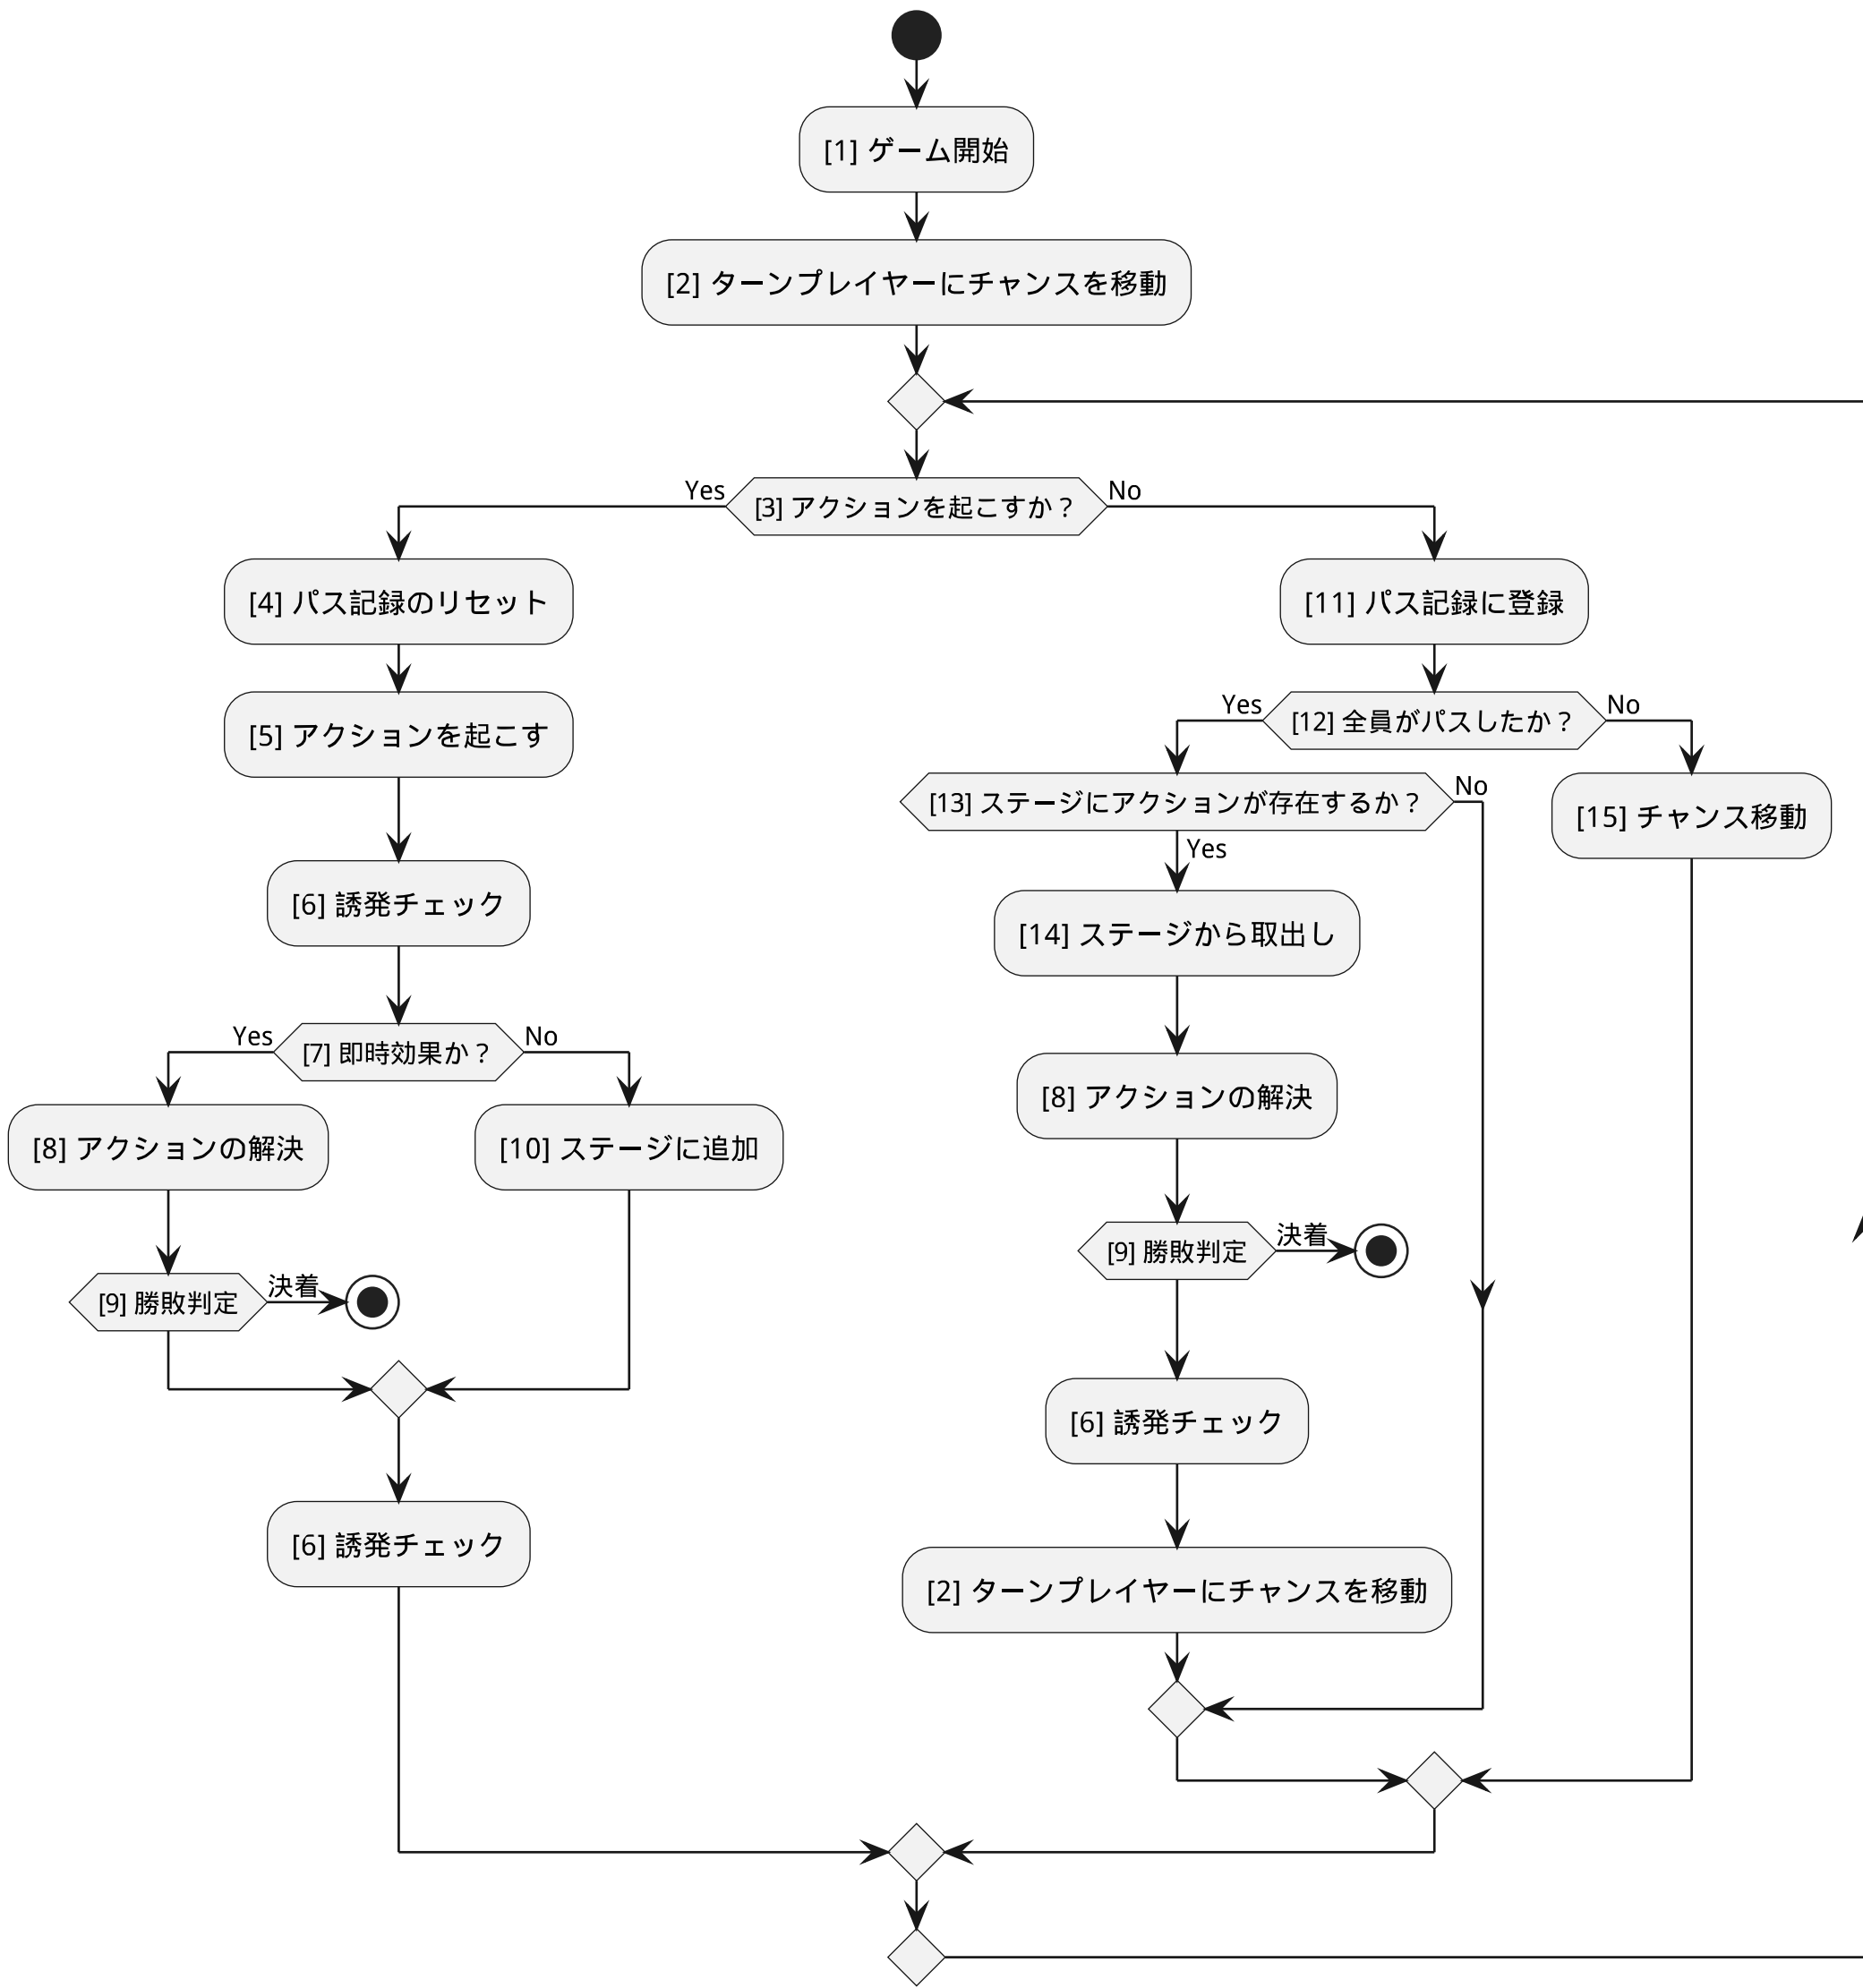 [1] ゲーム開始
[2] ターンプレイヤーにチャンスを移動
Yes
[3] アクションを起こすか？
No
[4] パス記録のリセット
[5] アクションを起こす
[6] 誘発チェック
Yes
[7] 即時効果か？
No
[8] アクションの解決
[10] ステージに追加
[9] 勝敗判定
決着
[6] 誘発チェック
[11] パス記録に登録
Yes
[12] 全員がパスしたか？
No
[13] ステージにアクションが存在するか？
No
[15] チャンス移動
Yes
[14] ステージから取出し
[8] アクションの解決
[9] 勝敗判定
決着
[6] 誘発チェック
[2] ターンプレイヤーにチャンスを移動